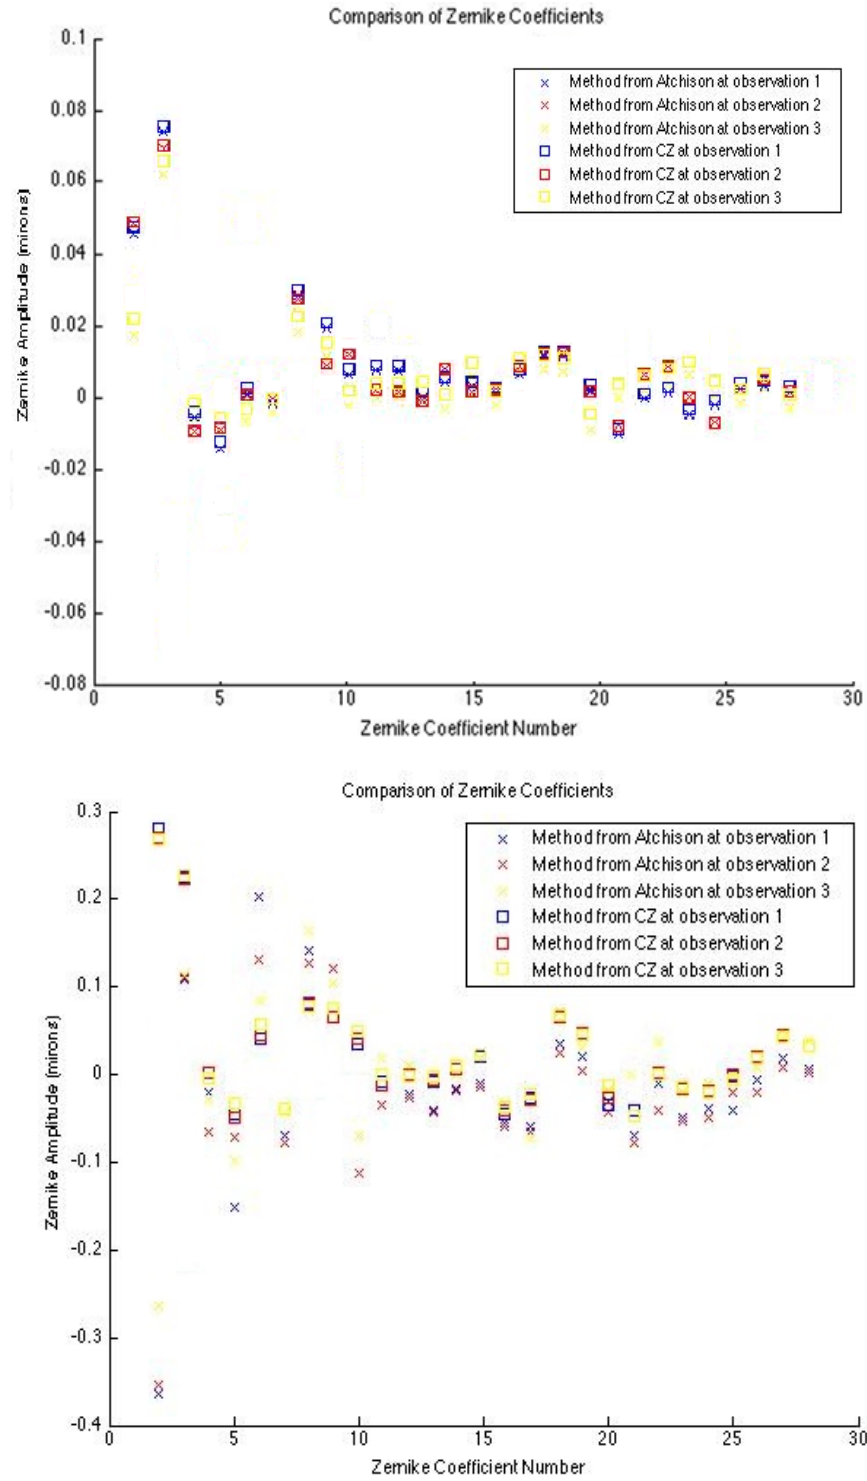 Comparison of Zernike Coefficients
0.1
Method from Atchison at observation 1
Method from Atchison at observation 2
Method from Atchison at observation 3
Method from CZ at observation 1
Method from CZ at observation 2
Method from CZ at observation 3
0.08
0.06
0.04
0.02
0
-0.02
-0.04
-0.06
-0.08
Zernike Amplitude (mirons)
0 5 10 15 20 25 30
Zernike Coefficient Number
Comparison of Zernike Coefficients
0.3
Method from Atchison at observation 1
Method from Atchison at observation 2
Method from Atchison at observation 3
Method from CZ at observation 1
Method from CZ at observation 2
Method from CZ at observation 3
0.2
0.1
0
-0.1
-0.2
-0.3
-0.4
Zernike Amplitude (mirons)
0 5 10 15 20 25 30
Zernike Coefficient Number